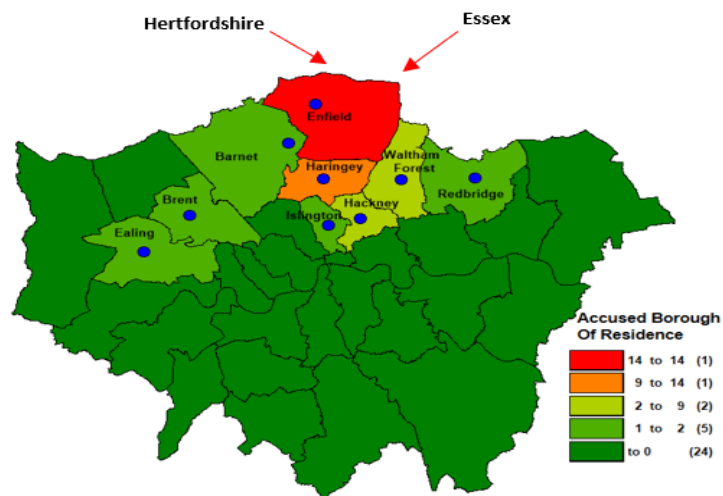 Hertfordshire
Essex
Enfield
Barnet
Haringey
Waltham
Forest
Redbridge
Brent
Hackney
Islington
Ealing
Accused Borough
Of Residence
14 to 14 (1)
9 to 14 (1)
2 to 9 (2)
1 to 2 (5)
to 0 (24)